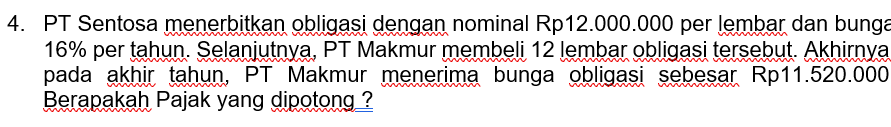 4. PT Sentosa menerbitkan obligasi dengan nominal Rp12.000.000 per lembar dan bunga
16% per tahun. Selanjutnya, PT Makmur membeli 12 lembar obligasi tersebut. Akhirnya
pada akhir tahun, PT Makmur menerima bunga obligasi sebesar Rp11.520.000
Berapakah Pajak yang dipotong ?